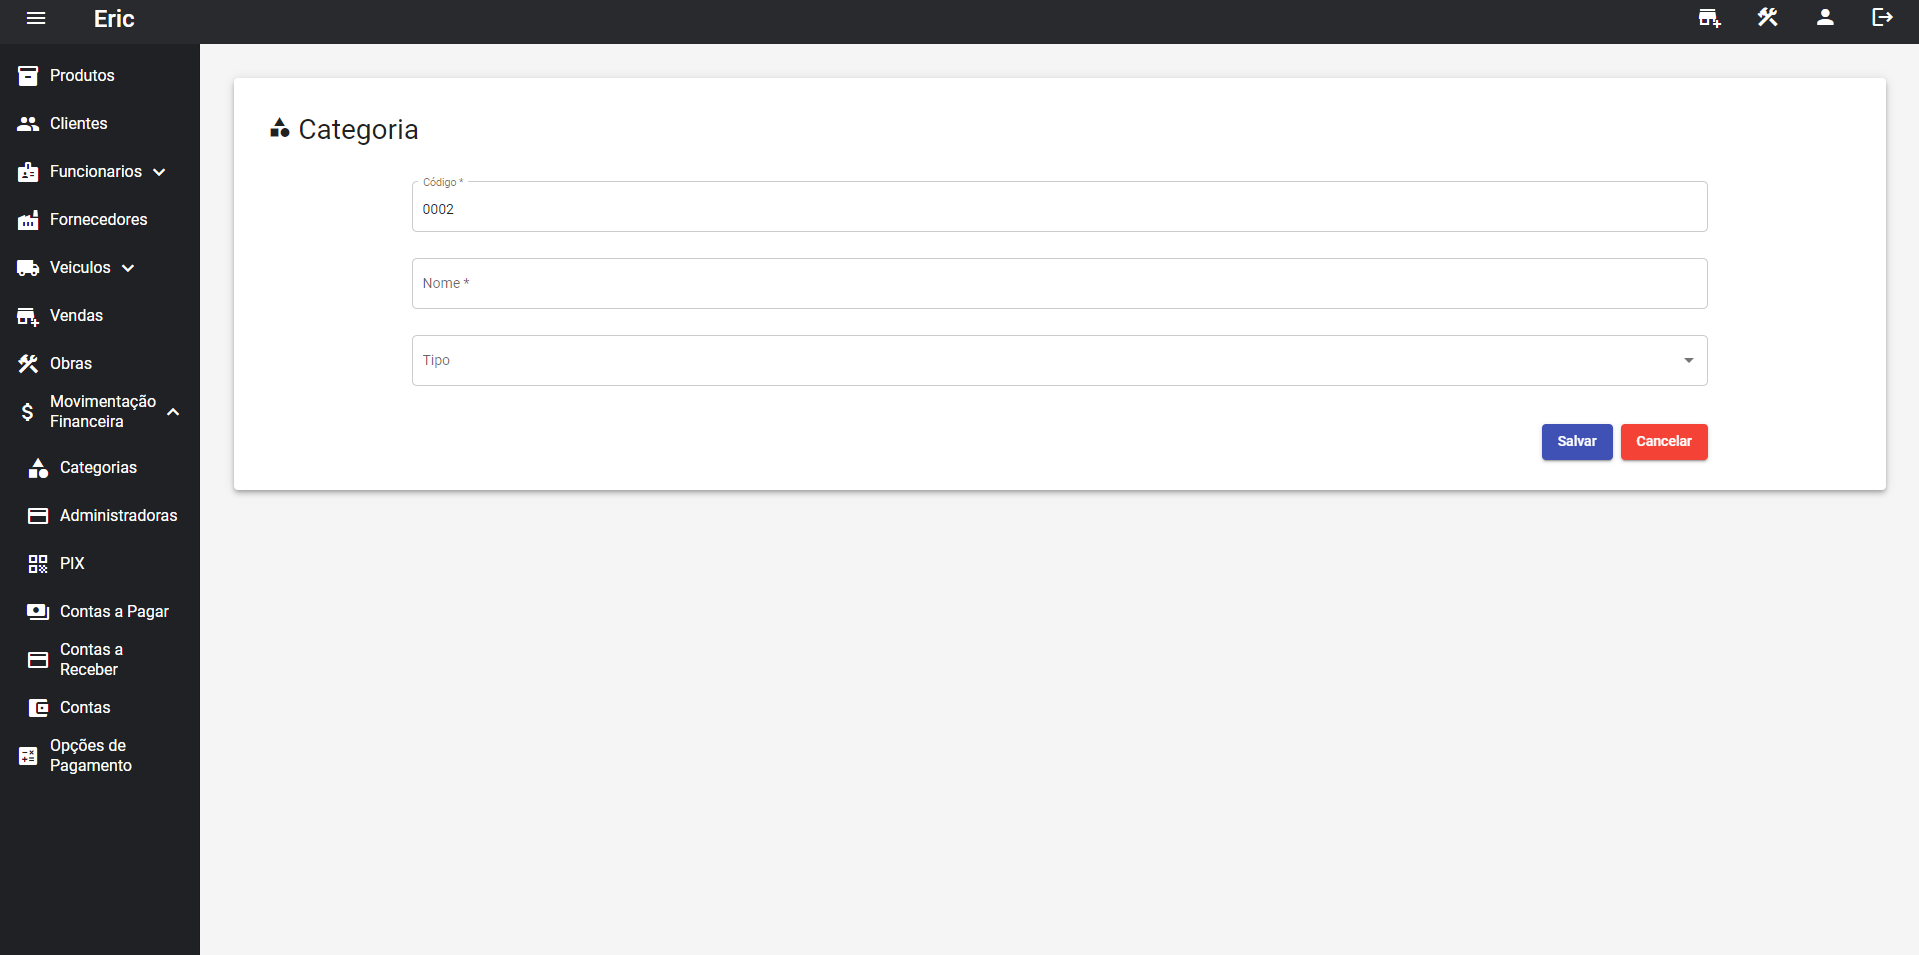 Eric
Produtos
Clientes
Funcionarios
Fornecedores
Veiculos
Vendas
Obras
Movimentação
Financeira
Categorias
Administradoras
PIX
Contas a Pagar
Contas a
Receber
Contas
Opções de
Pagamento
Categoria
Código *
0002
Nome *
Tipo
Salvar
Cancelar